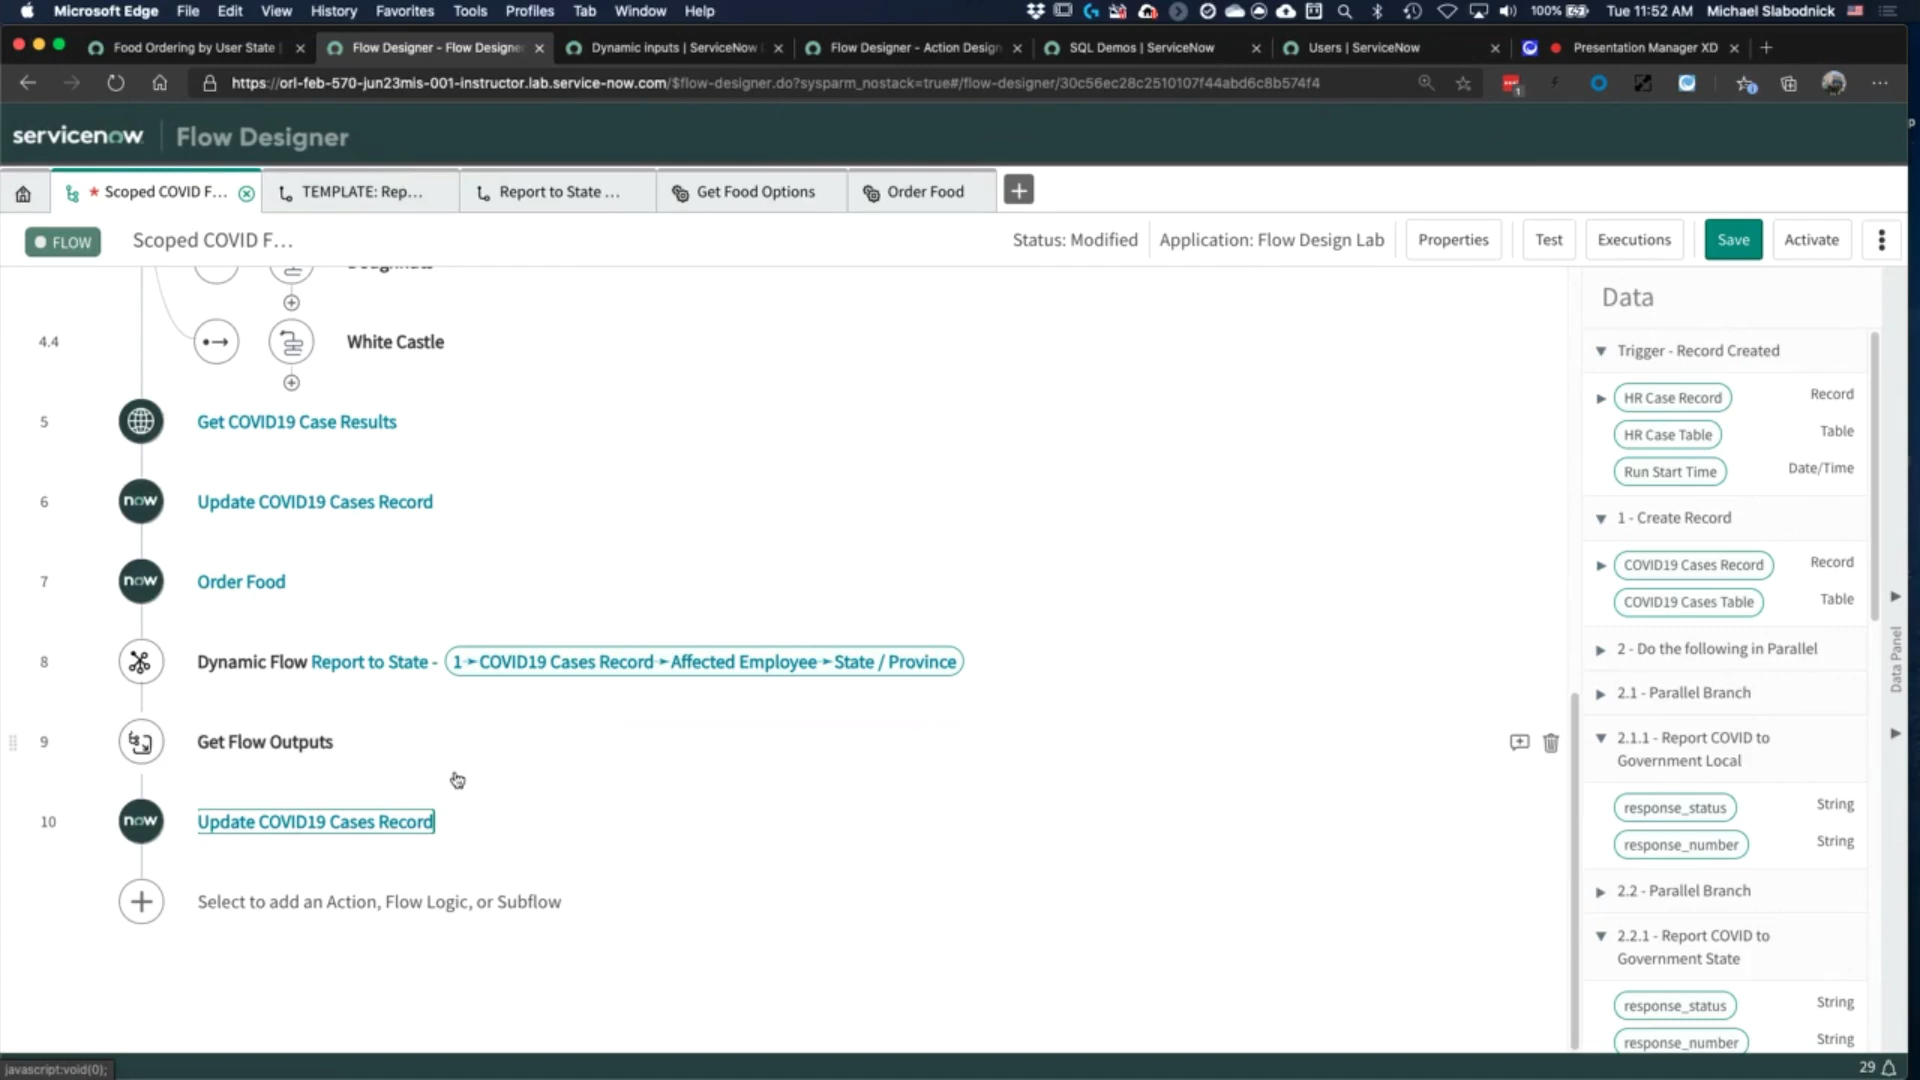 Microsoft Edge File Edit View History Favorites Tools Profiles Tab Window Help 100% Tue 11:52 AM Michael Slabodnick
Food Ordering by User State | Flow Designer - Flow Designe Dynamic inputs | ServiceNow Flow Designer - Action Design SQL Demos | ServiceNow Users | ServiceNow Presentation Manager XD
https://orl-feb-570-jun23mis-001-instructor.lab.service-now.com/$flow-designer.do?sysparm_nostack=true#/flow-designer/30c56ec28c2510107f44abd6c8b574f4 1
servicenow Flow Designer
* Scoped COVID F... TEMPLATE: Rep... Report to State ... Get Food Options Order Food
FLOW Scoped COVID F... Status: Modified Application: Flow Design Lab Properties Test Executions Save Activate
4.4 White Castle
5 Get COVID19 Case Results
6 now Update COVID19 Cases Record
7 now Order Food
8 Dynamic Flow Report to State - 1➛COVID19 Cases Record➛Affected Employee➛State / Province
9 Get Flow Outputs
10 now Update COVID19 Cases Record
Select to add an Action, Flow Logic, or Subflow
Data
Trigger - Record Created
HR Case Record Record
HR Case Table Table
Run Start Time Date/Time
1 - Create Record
COVID19 Cases Record Record
COVID19 Cases Table Table
2 - Do the following in Parallel
2.1 - Parallel Branch
2.1.1 - Report COVID to
Government Local
response_status String
response_number String
2.2 - Parallel Branch
2.2.1 - Report COVID to
Government State
response_status String
response_number String
Data Panel
javascript:void(0);
29